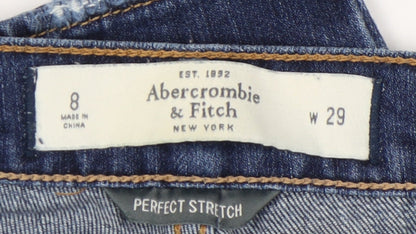 EST. 1892
8
MADE IN
CHINA
Abercrombie
& Fitch
NEW YORK
W 29
PERFECT STRETCH